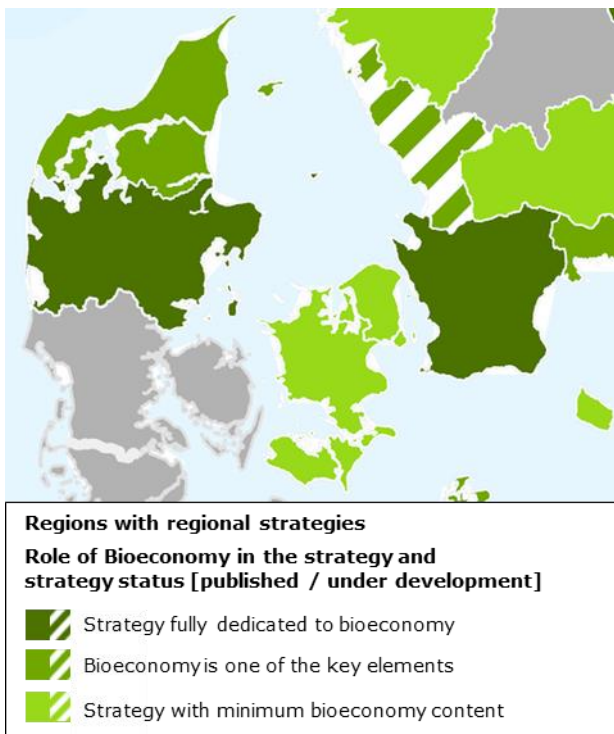 Regions with regional strategies
Role of Bioeconomy in the strategy and
strategy status [published / under development]
Strategy fully dedicated to bioeconomy
Bioeconomy is one of the key elements
Strategy with minimum bioeconomy content